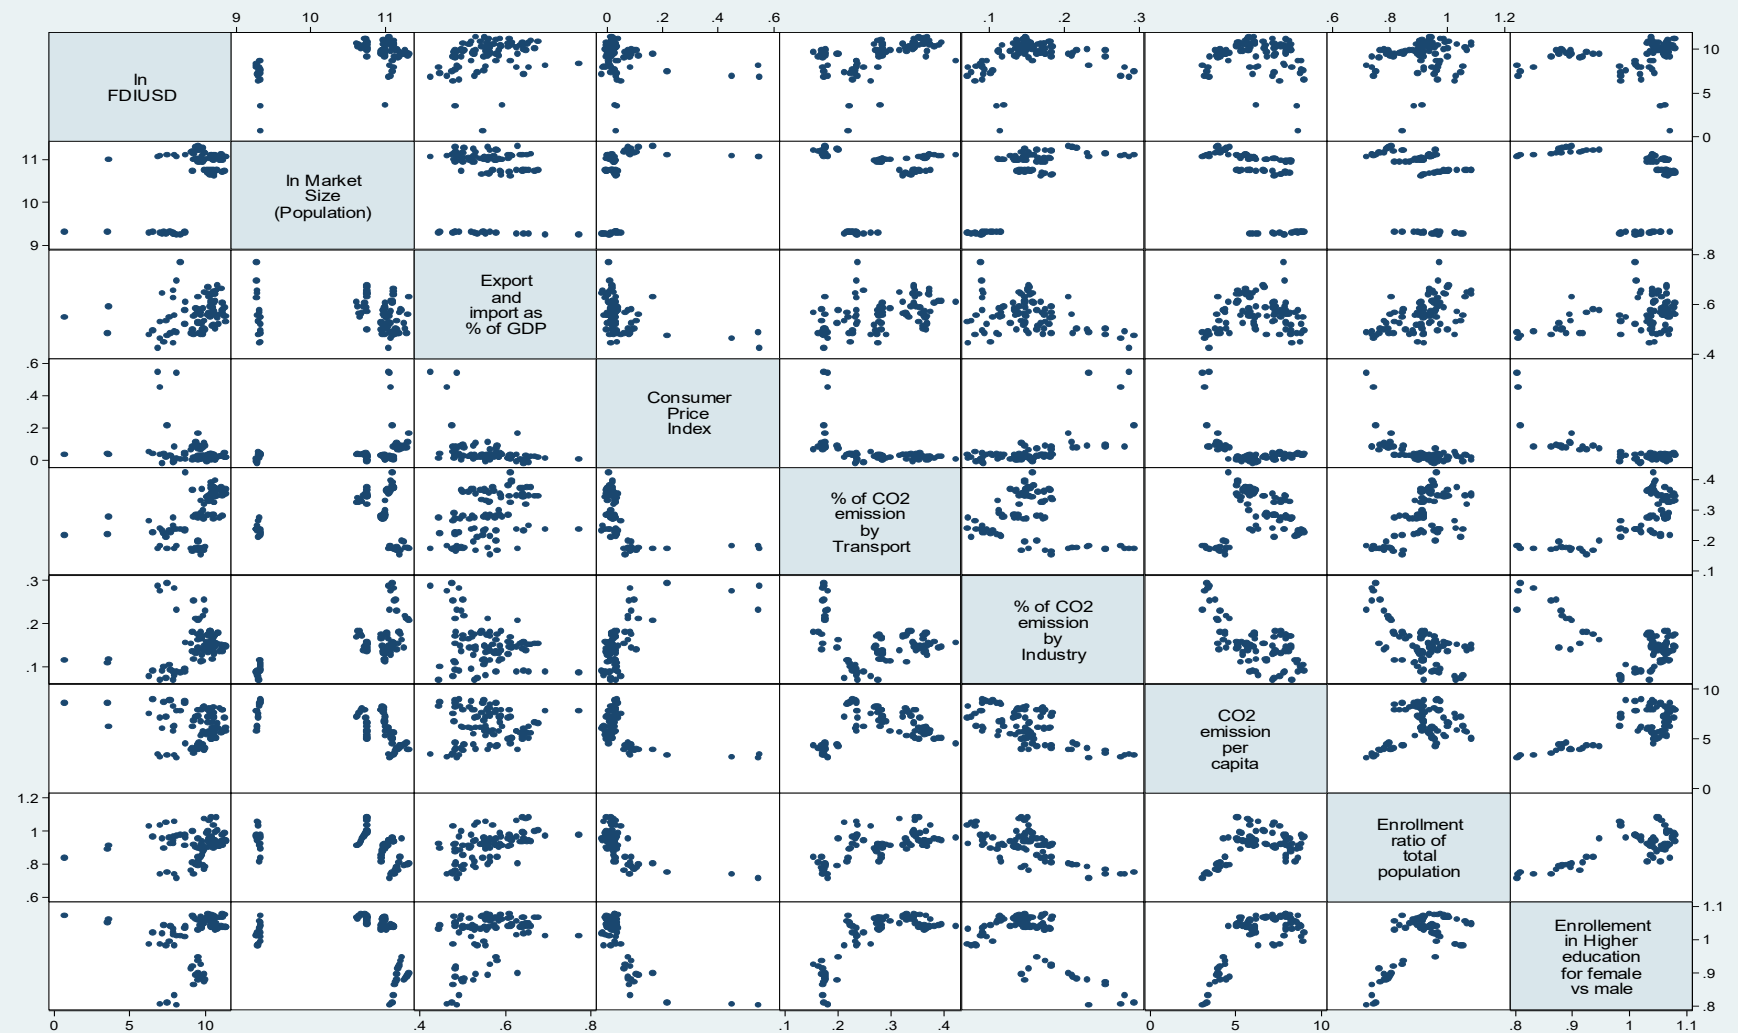 9 10 11 0 .2 .4 .6 .1 .2 .3 .6 .8 1 1.2
ln
FDIUSD
10
5
0
11
10
9
ln Market
Size
(Population)
Export
and
import as
% of GDP
.8
.6
.4
.6
.4
.2
0
Consumer
Price
Index
% of CO2
emission
by
Transport
.4
.3
.2
.1
.3
.2
.1
% of CO2
emission
by
Industry
CO2
emission
per
capita
10
5
0
1.2
1
.8
.6
Enrollment
ratio of
total
population
Enrollement
in Higher
education
for female
vs male
1.1
1
.9
.8
0 5 10 .4 .6 .8 .1 .2 .3 .4 0 5 10 .8 .9 1 1.1